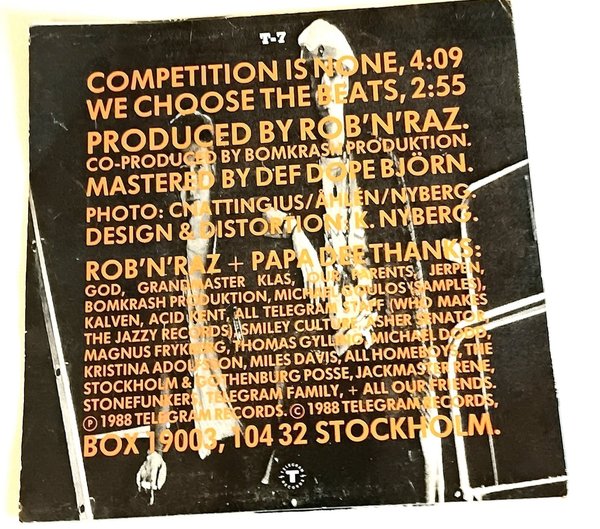 T-7
COMPETITION IS NONE, 4:09
WE CHOOSE THE BEATS, 2:55
PRODUCED BY ROB'N'RAZ.
CO-PRODUCED BY BOMKRASH PRODUKTION.
MASTERED BY DEF DOPE BJÖRN.
PHOTO: CNATTINGIUS/ÅHLEN/NYBERG.
DESIGN & DISTORTION: K. NYBERG.
ROB'N'RAZ + PAPA DEE THANKS:
GOD, GRANDMASTER KLAS, OUR PARENTS, JERPEN,
BOMKRASH PRODUKTION, MICHAEL GOULOS (SAMPLES),
KALVEN, ACID KENT, ALL TELEGRAM STAFF (WHO MAKES
THE JAZZY RECORDS), SMILEY CULTURE, ASHER SENATOR,
MAGNUS FRYKBERG, THOMAS GYLLING, MICHAEL DODD,
KRISTINA ADOLFSSON, MILES DAVIS, ALL HOMEBOYS, THE
STOCKHOLM & GOTHENBURG POSSE, JACKMASTER RENE,
STONEFUNKERS, TELEGRAM FAMILY, + ALL OUR FRIENDS.
Ⓟ 1988 TELEGRAM RECORDS. © 1988 TELEGRAM RECORDS,
BOX 19003, 104 32 STOCKHOLM.
TELEGRAM
T
RECORDS